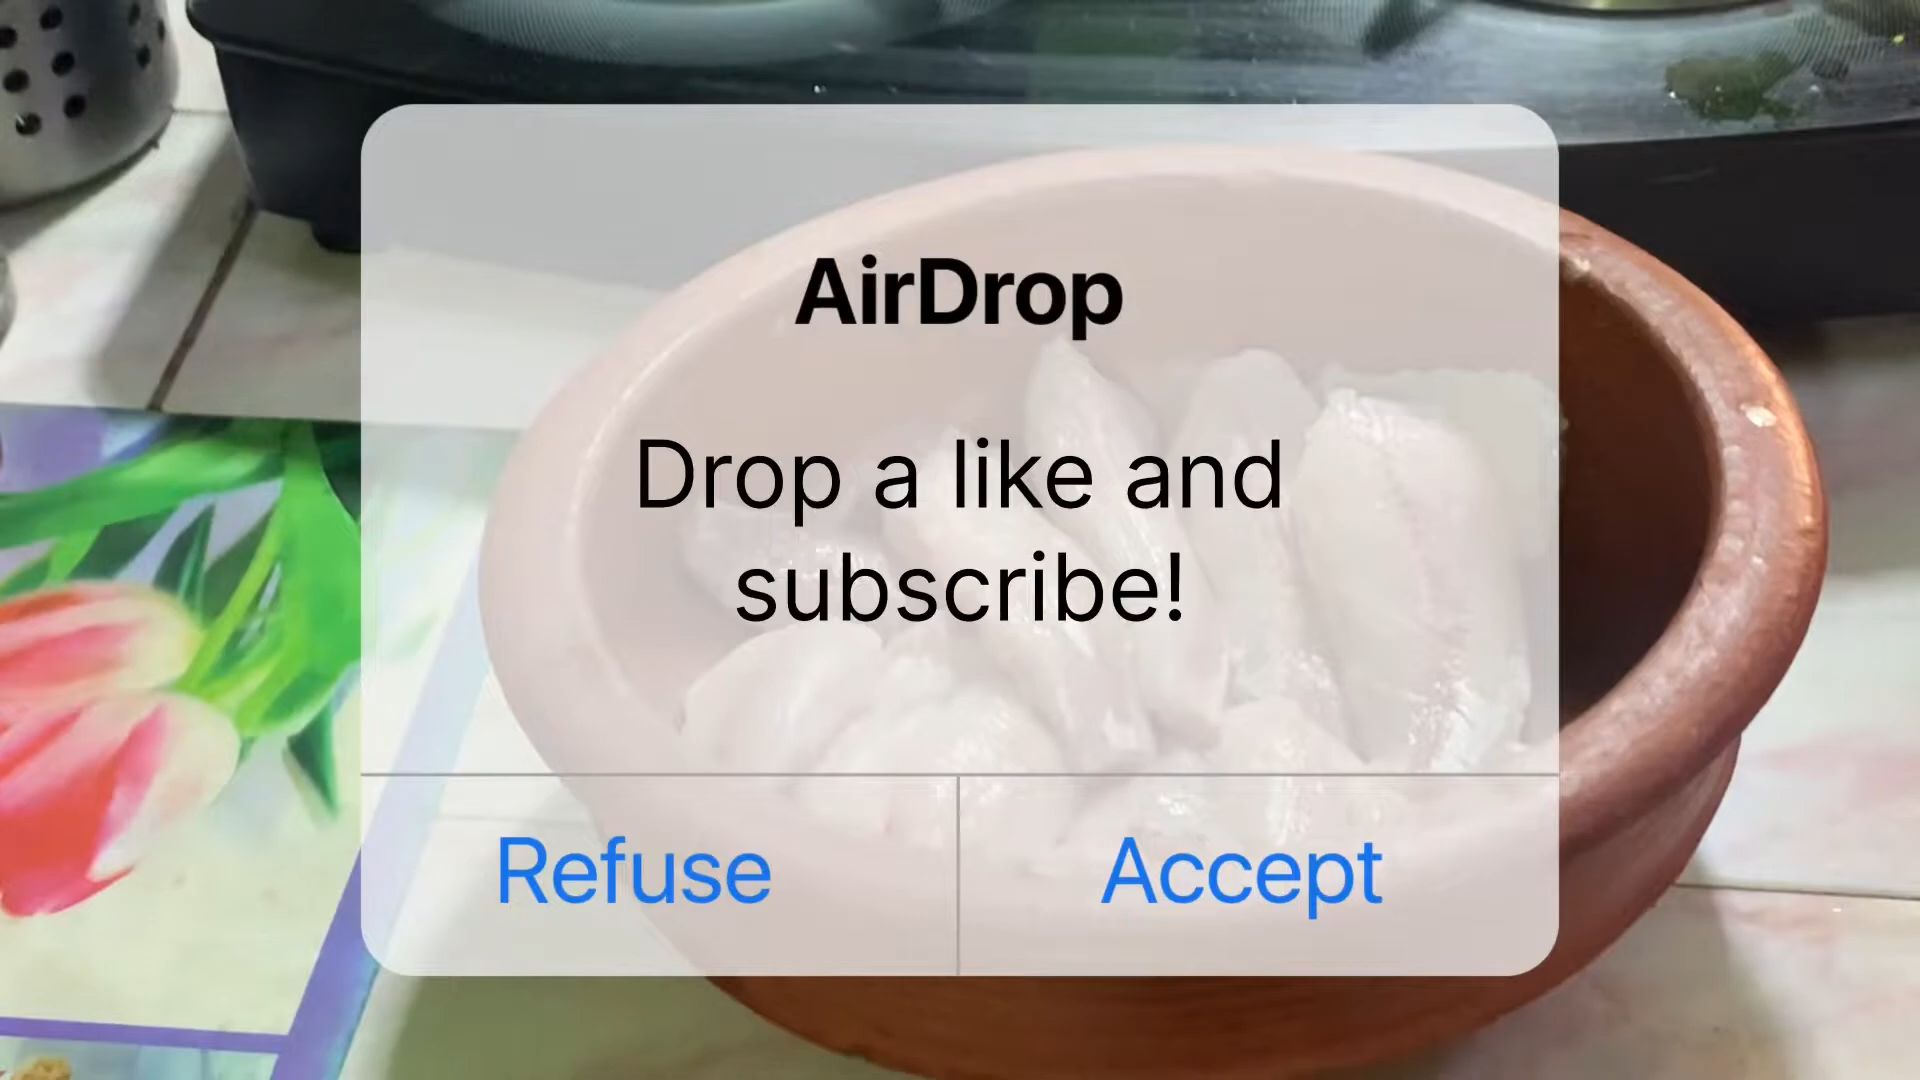 AirDrop
Drop a like and
subscribe!
Refuse
Accept